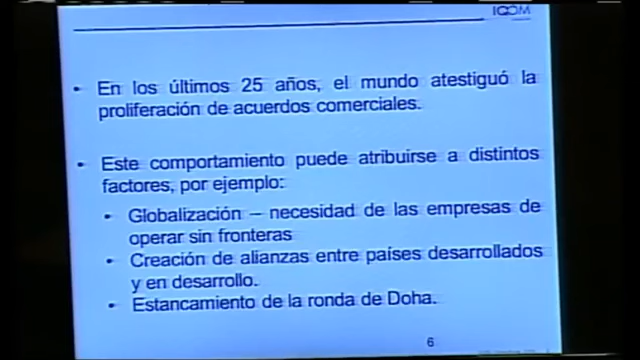 IQOM
• En los últimos 25 años, el mundo atestiguó la
proliferación de acuerdos comerciales.
• Este comportamiento puede atribuirse a distintos
factores, por ejemplo:
• Globalización – necesidad de las empresas de
operar sin fronteras
• Creación de alianzas entre países desarrollados
y en desarrollo.
• Estancamiento de la ronda de Doha.
6